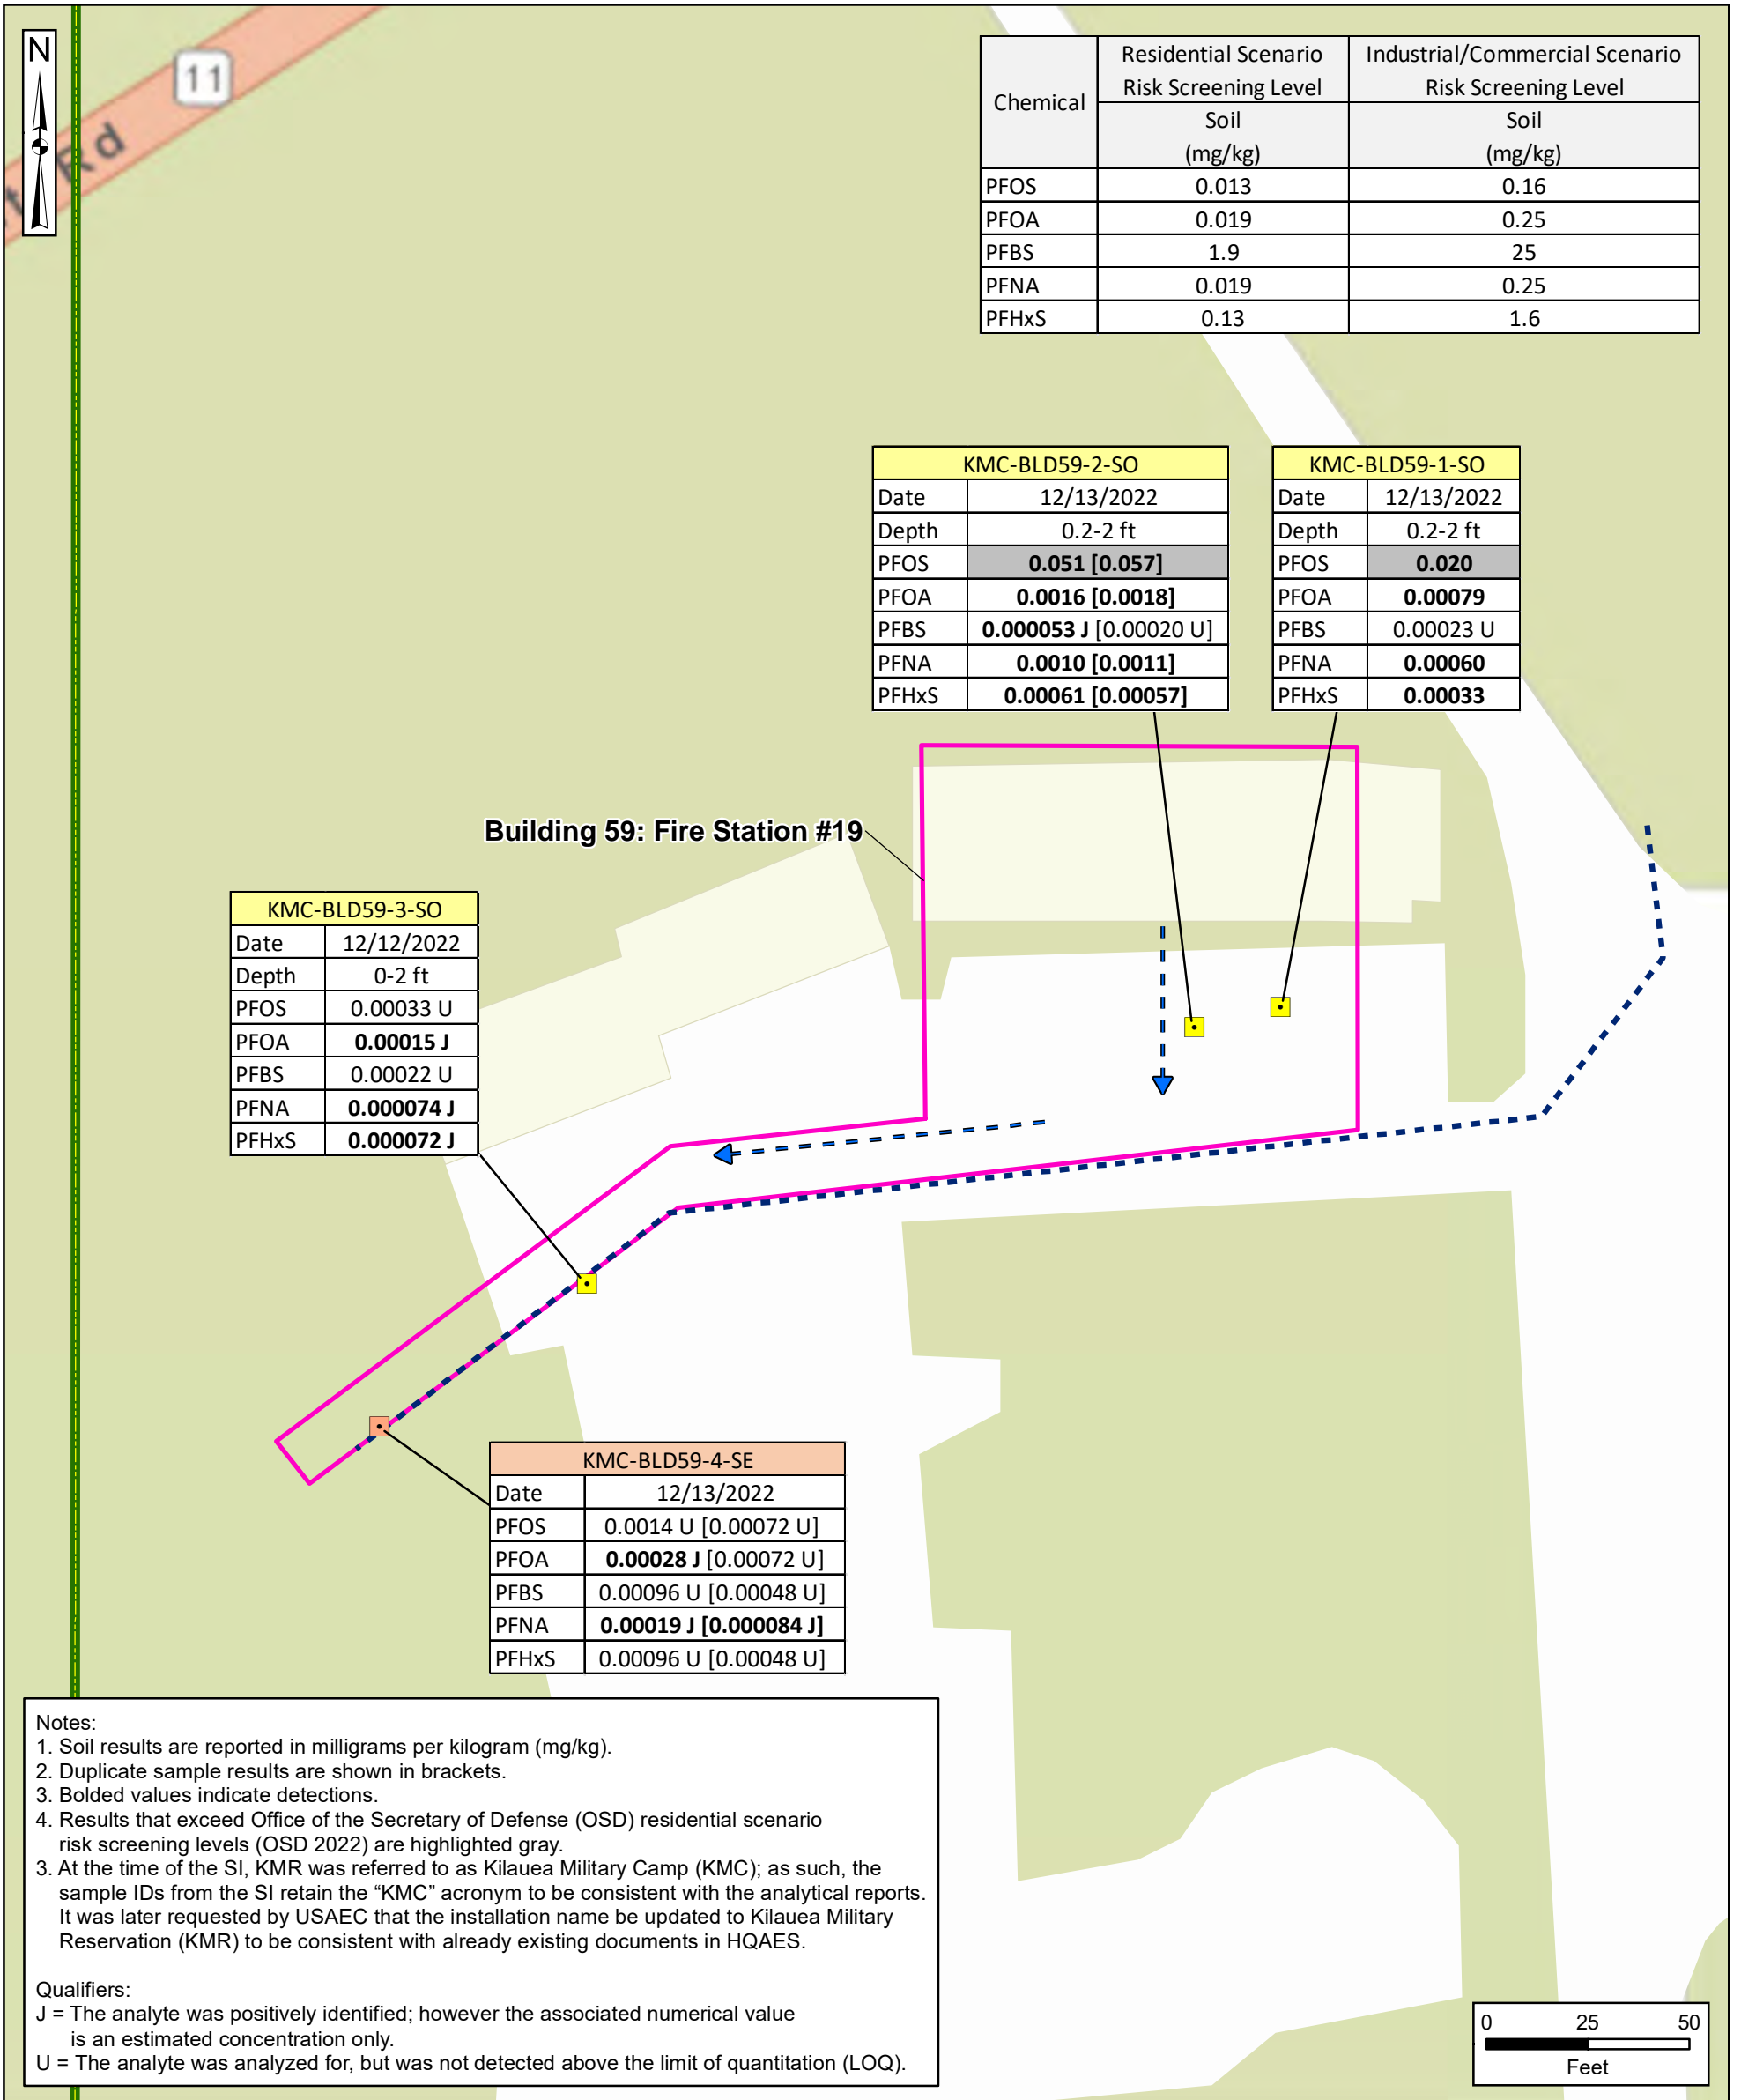 N
11
Rd
Chemical | Residential Scenario Risk Screening Level | Industrial/Commercial Scenario Risk Screening Level
Soil (mg/kg) | Soil (mg/kg)
PFOS | 0.013 | 0.16
PFOA | 0.019 | 0.25
PFBS | 1.9 | 25
PFNA | 0.019 | 0.25
PFHxS | 0.13 | 1.6
KMC-BLD59-2-SO
Date | 12/13/2022
Depth | 0.2-2 ft
PFOS | 0.051 [0.057]
PFOA | 0.0016 [0.0018]
PFBS | 0.000053 J [0.00020 U]
PFNA | 0.0010 [0.0011]
PFHxS | 0.00061 [0.00057]
KMC-BLD59-1-SO
Date | 12/13/2022
Depth | 0.2-2 ft
PFOS | 0.020
PFOA | 0.00079
PFBS | 0.00023 U
PFNA | 0.00060
PFHxS | 0.00033
Building 59: Fire Station #19
KMC-BLD59-3-SO
Date | 12/12/2022
Depth | 0-2 ft
PFOS | 0.00033 U
PFOA | 0.00015 J
PFBS | 0.00022 U
PFNA | 0.000074 J
PFHxS | 0.000072 J
KMC-BLD59-4-SE
Date | 12/13/2022
PFOS | 0.0014 U [0.00072 U]
PFOA | 0.00028 J [0.00072 U]
PFBS | 0.00096 U [0.00048 U]
PFNA | 0.00019 J [0.000084 J]
PFHxS | 0.00096 U [0.00048 U]
Notes:
1. Soil results are reported in milligrams per kilogram (mg/kg).
2. Duplicate sample results are shown in brackets.
3. Bolded values indicate detections.
4. Results that exceed Office of the Secretary of Defense (OSD) residential scenario
risk screening levels (OSD 2022) are highlighted gray.
3. At the time of the SI, KMR was referred to as Kilauea Military Camp (KMC); as such, the
sample IDs from the SI retain the “KMC” acronym to be consistent with the analytical reports.
It was later requested by USAEC that the installation name be updated to Kilauea Military
Reservation (KMR) to be consistent with already existing documents in HQAES.
Qualifiers:
J = The analyte was positively identified; however the associated numerical value
is an estimated concentration only.
U = The analyte was analyzed for, but was not detected above the limit of quantitation (LOQ).
0 25 50
Feet